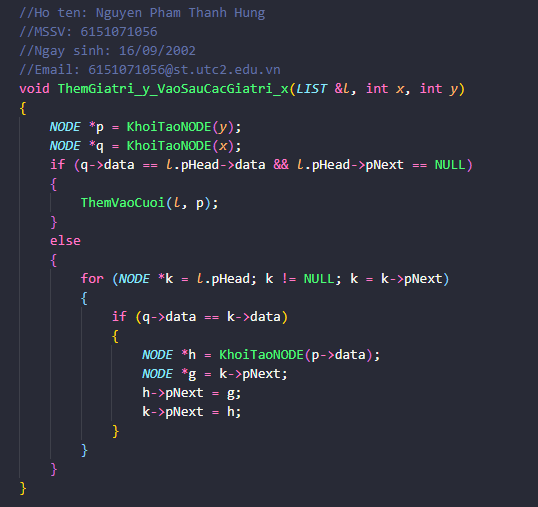 //Ho ten: Nguyen Pham Thanh Hung
//MSSV: 6151071056
//Ngay sinh: 16/09/2002
//Email: 6151071056@st.utc2.edu.vn
void ThemGiatri_y_VaoSauCacGiatri_x(LIST &l, int x, int y)
{
    NODE *p = KhoiTaoNODE(y);
    NODE *q = KhoiTaoNODE(x);
    if (q->data == l.pHead->data && l.pHead->pNext == NULL)
    {
        ThemVaoCuoi(l, p);
    }
    else
    {
        for (NODE *k = l.pHead; k != NULL; k = k->pNext)
        {
            if (q->data == k->data)
            {
                NODE *h = KhoiTaoNODE(p->data);
                NODE *g = k->pNext;
                h->pNext = g;
                k->pNext = h;
            }
        }
    }
}